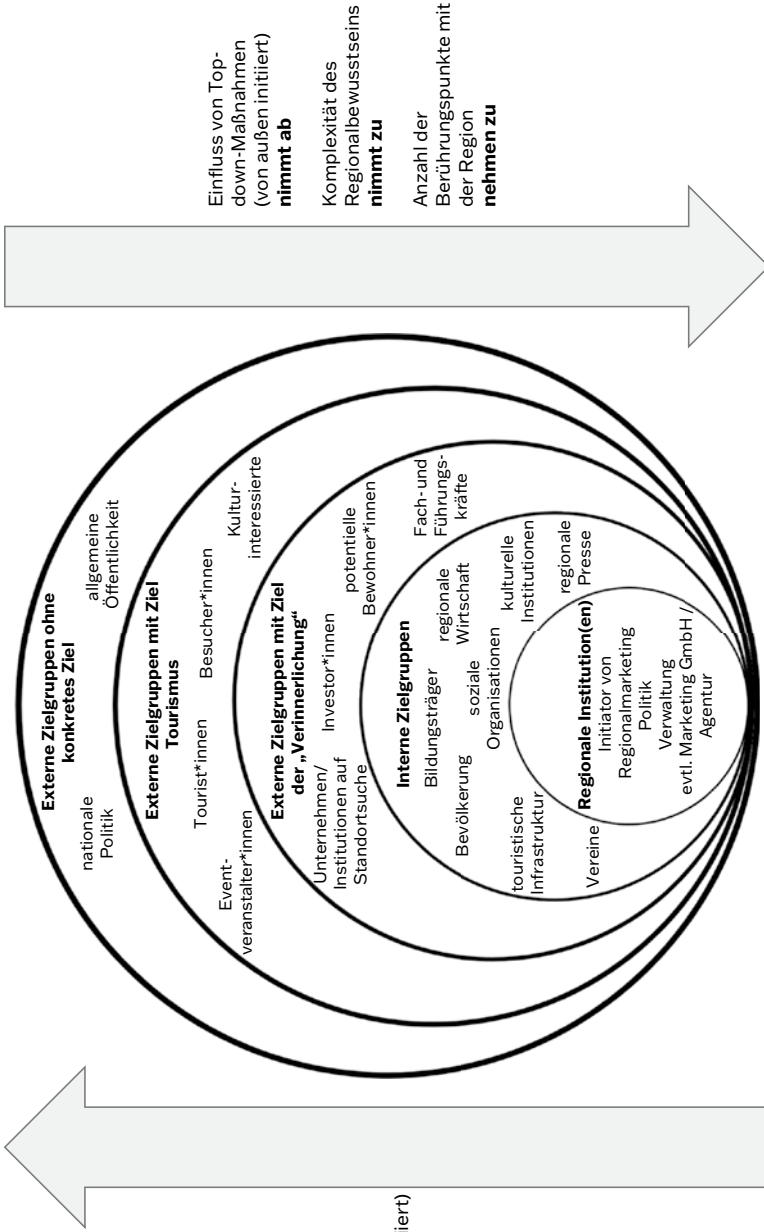 Externe Zielgruppen ohne
konkretes Ziel
nationale
Politik
allgemeine
Öffentlichkeit
Externe Zielgruppen mit Ziel
Tourismus
Event-
veranstalter*innen
Tourist*innen
Besucher*innen
Kultur-
interessierte
Externe Zielgruppen mit Ziel
der „Verinnerlichung“
Unternehmen/
Institutionen auf
Standortsuche
Investor*innen
potentielle
Bewohner*innen
Fach- und
Führungs-
kräfte
Interne Zielgruppen
Bildungsträger
Bevölkerung
soziale
Organisationen
regionale
Wirtschaft
touristische
Infrastruktur
kulturelle
Institutionen
Vereine
regionale
Presse
Regionale Institution(en)
Initiator von
Regionalmarketing
Politik
Verwaltung
evtl. Marketing GmbH /
Agentur
Einfluss von Top-
down-Maßnahmen
(von außen initiiert)
nimmt ab
Komplexität des
Regionalbewusstseins
nimmt zu
Anzahl der
Berührungspunkte mit
der Region
nehmen zu
iert)